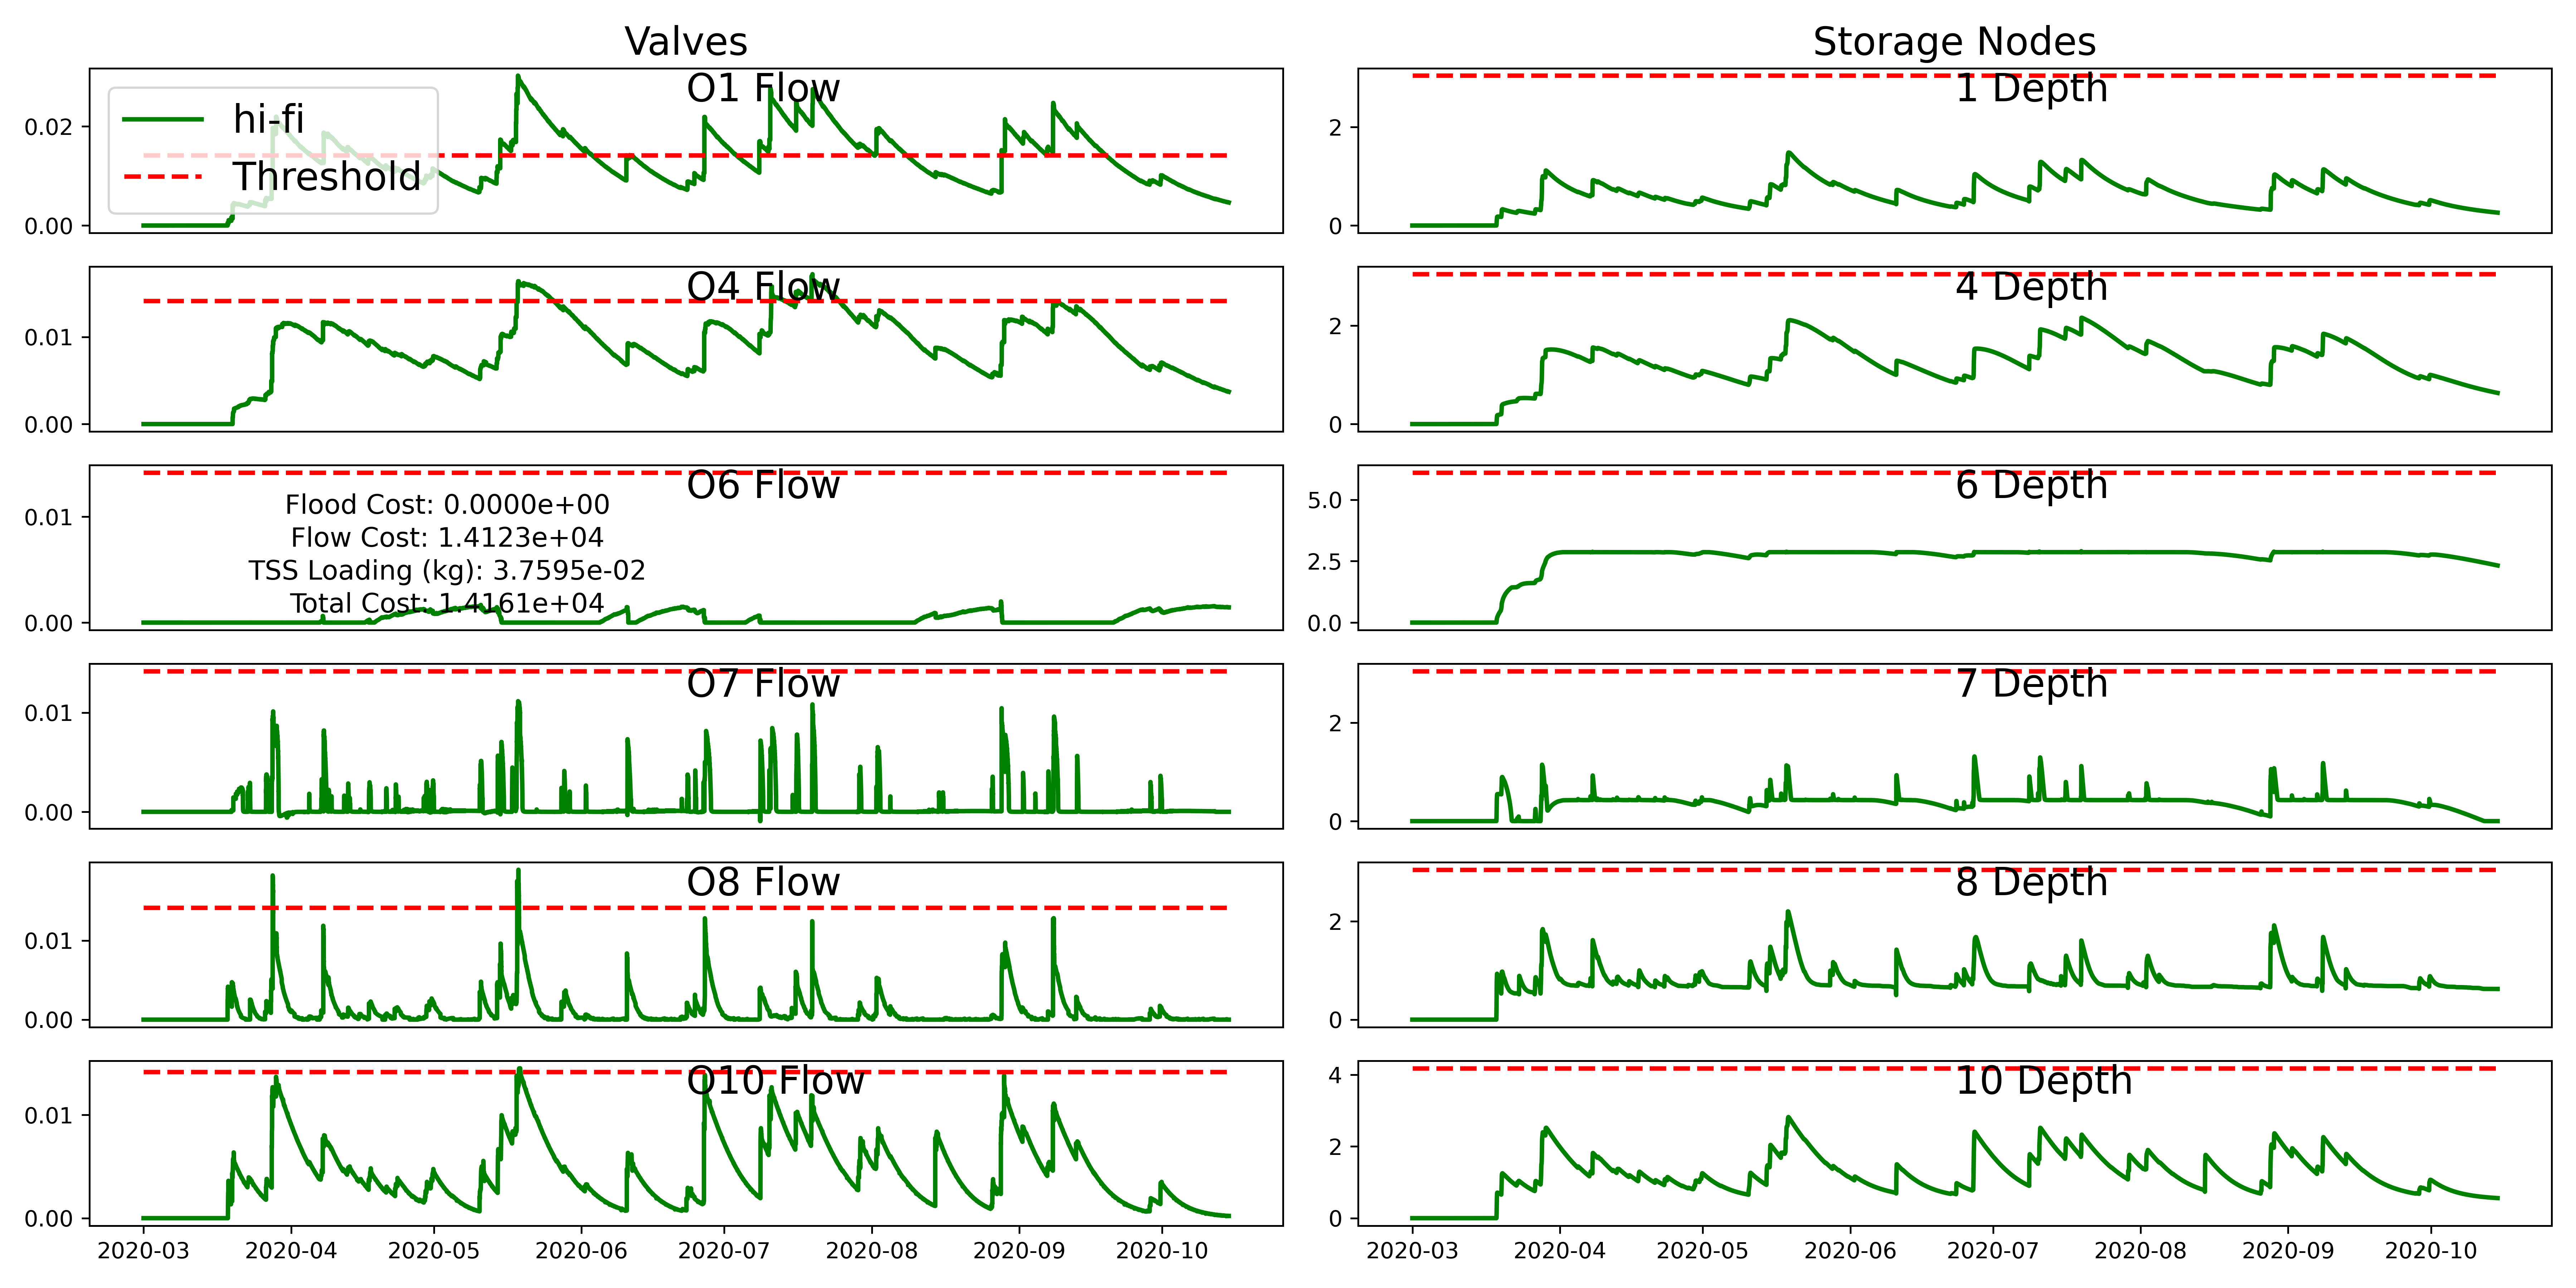 Valves
Storage Nodes
O1 Flow
hi-fi
Threshold
0.02
0.00
1 Depth
2
0
O4 Flow
0.01
0.00
4 Depth
2
0
O6 Flow
Flood Cost: 0.0000e+00
Flow Cost: 1.4123e+04
TSS Loading (kg): 3.7595e-02
Total Cost: 1.4161e+04
0.01
0.00
6 Depth
5.0
2.5
0.0
O7 Flow
0.01
0.00
7 Depth
2
0
O8 Flow
0.01
0.00
8 Depth
2
0
O10 Flow
0.01
0.00
10 Depth
4
2
0
2020-03 2020-04 2020-05 2020-06 2020-07 2020-08 2020-09 2020-10
2020-03 2020-04 2020-05 2020-06 2020-07 2020-08 2020-09 2020-10